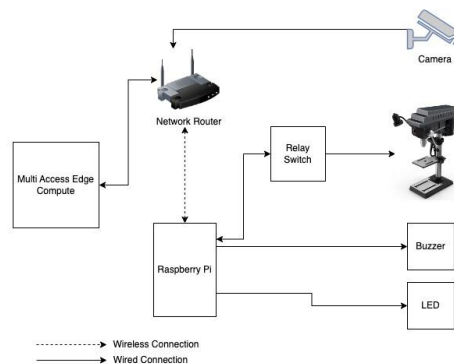 Camera
Network Router
Relay
Switch
Multi Access Edge
Compute
Raspberry Pi
Buzzer
LED
Wireless Connection
Wired Connection